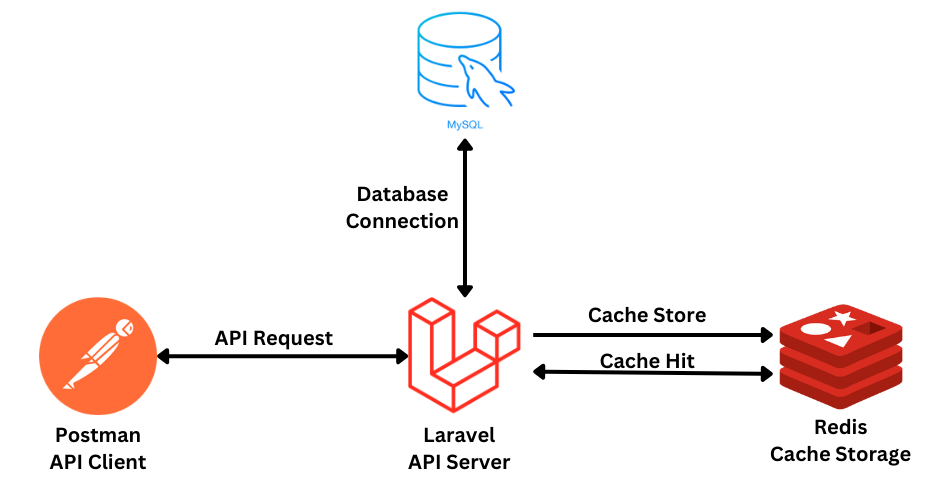 MySQL
Database
Connection
API Request
Cache Store
Cache Hit
Postman
API Client
Laravel
API Server
Redis
Cache Storage